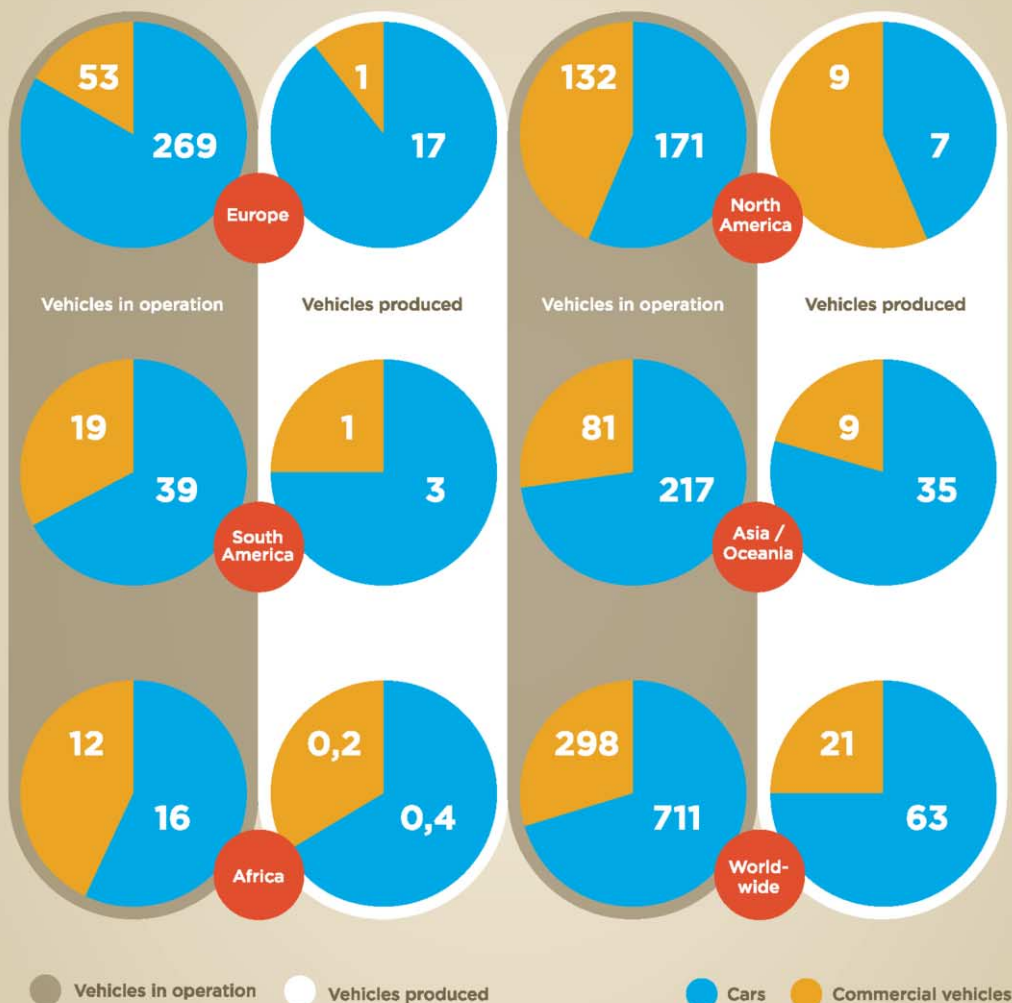 53
269
1
17
Europe
132
171
9
7
North
America
Vehicles in operation
Vehicles produced
Vehicles in operation
Vehicles produced
19
39
1
3
South
America
81
217
9
35
Asia /
Oceania
12
16
0,2
0,4
Africa
298
711
21
63
World-
wide
Vehicles in operation
Vehicles produced
Cars
Commercial vehicles